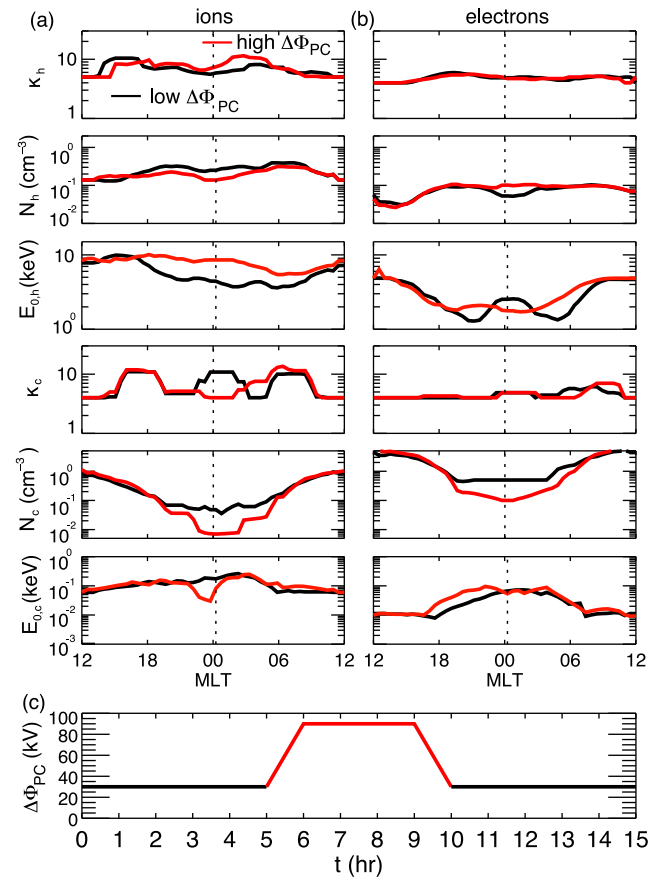 (a) ions (b) electrons
high ΔΦPC
low ΔΦPC
κh
10
1
Nh (cm−3)
10 0
10 −1
10 −2
E0,h (keV)
10 1
10 0
κc
10
1
Nc (cm−3)
10 0
10 −1
10 −2
E0,c (keV)
10 0
10 −1
10 −2
10 −3
12 18 00 06 12 12 18 00 06 12
MLT MLT
(c)
ΔΦPC (kV)
100
80
60
40
20
0
0 1 2 3 4 5 6 7 8 9 10 11 12 13 14 15
t (hr)